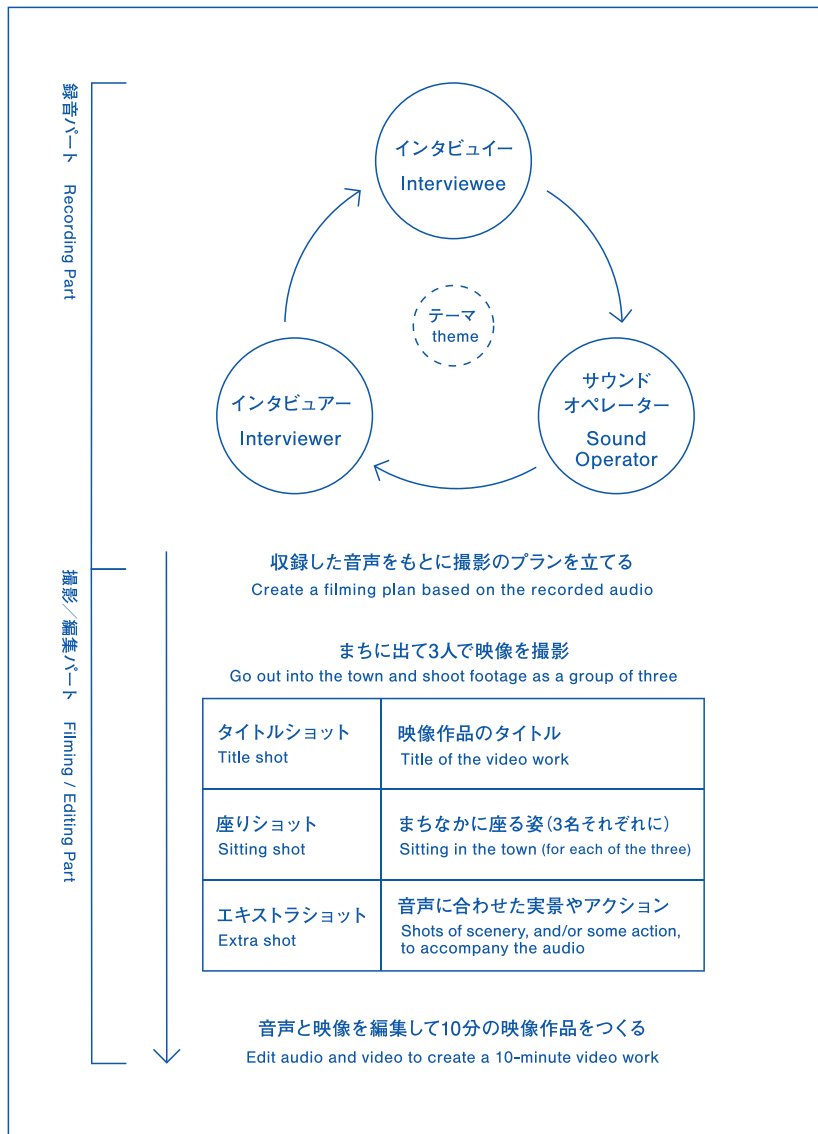 録音パート Recording Part
インタビュイー
Interviewee
テーマ
theme
インタビュアー
Interviewer
サウンド
オペレーター
Sound
Operator
撮影／編集パート Filming / Editing Part
収録した音声をもとに撮影のプランを立てる
Create a filming plan based on the recorded audio
まちに出て3人で映像を撮影
Go out into the town and shoot footage as a group of three
タイトルショット
Title shot
映像作品のタイトル
Title of the video work
座りショット
Sitting shot
まちなかに座る姿（3名それぞれに）
Sitting in the town (for each of the three)
エキストラショット
Extra shot
音声に合わせた実景やアクション
Shots of scenery, and/or some action,
to accompany the audio
音声と映像を編集して10分の映像作品をつくる
Edit audio and video to create a 10-minute video work